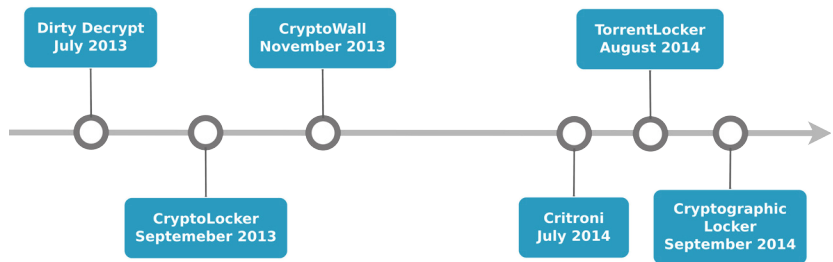 Dirty Decrypt
July 2013
CryptoLocker
Septemeber 2013
CryptoWall
November 2013
Critroni
July 2014
TorrentLocker
August 2014
Cryptographic
Locker
September 2014